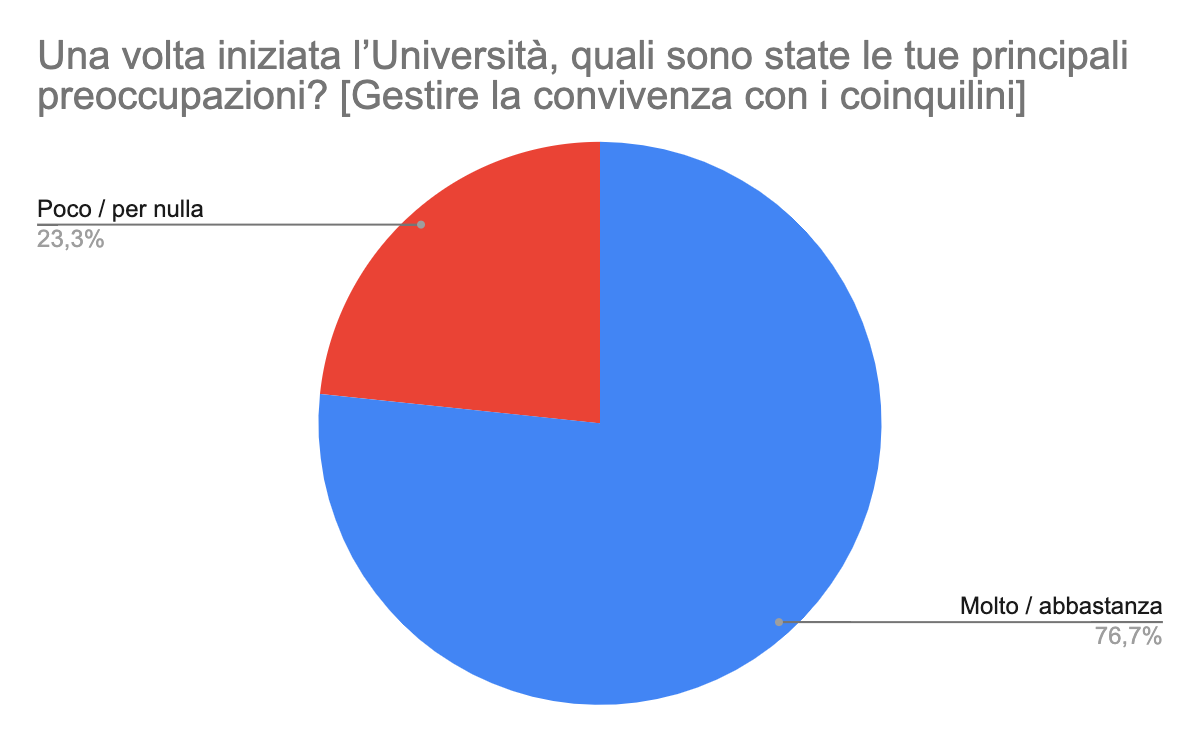 Una volta iniziata l’Università, quali sono state le tue principali
preoccupazioni? [Gestire la convivenza con i coinquilini]
Poco / per nulla
23,3%
Molto / abbastanza
76,7%